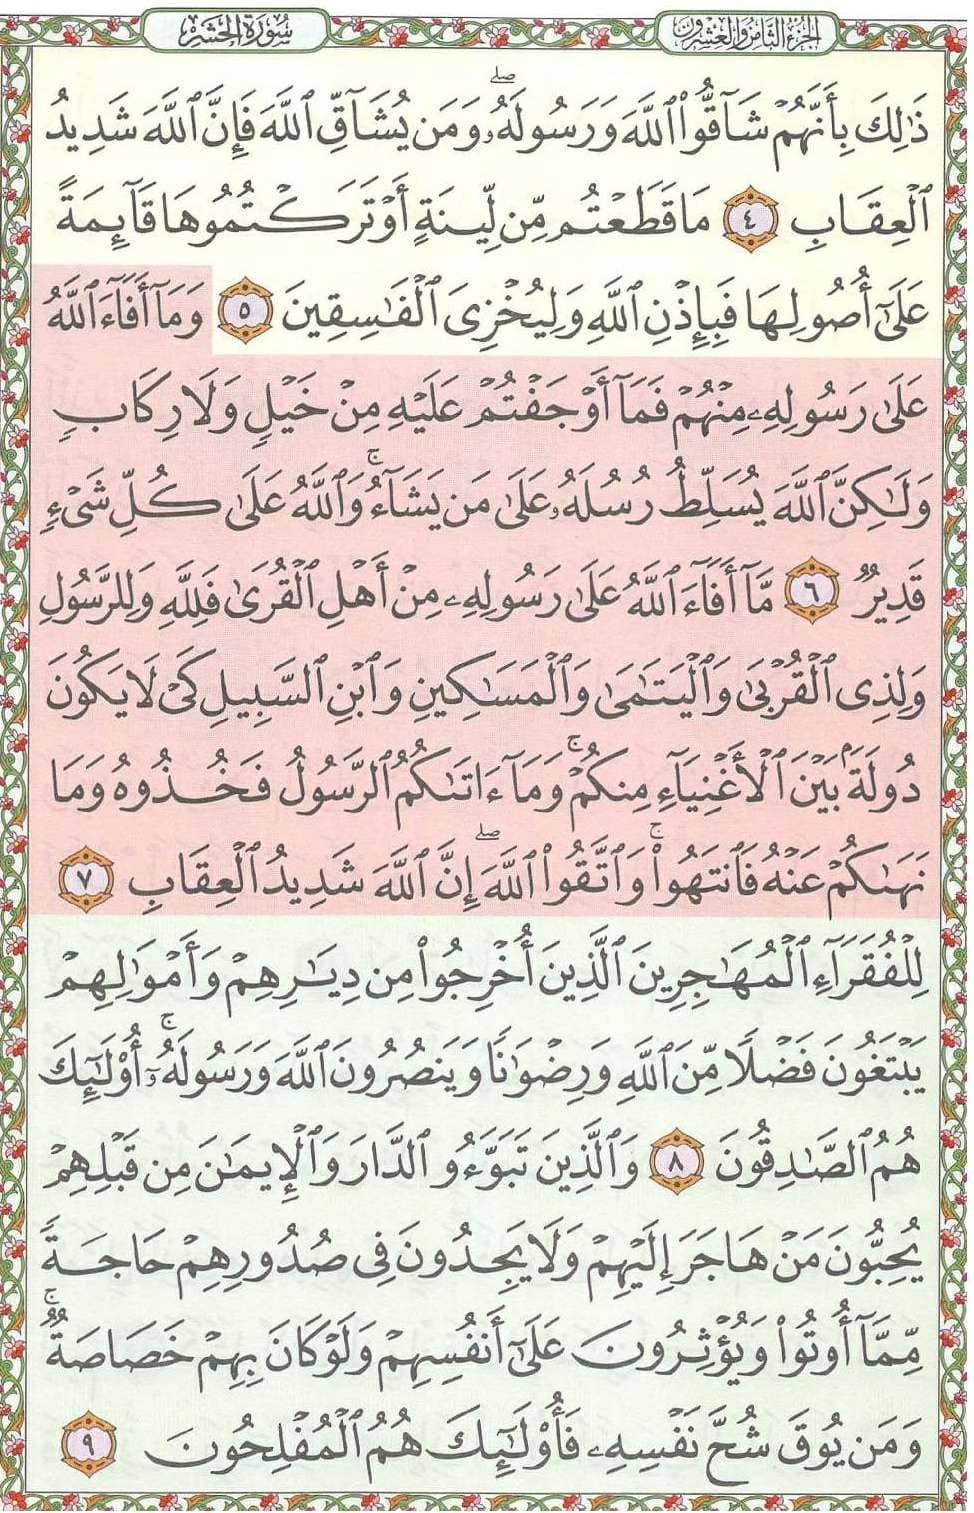 الجزء الثامن والعشرون
سورة الحشر
ذَٰلِكَ بِأَنَّهُمۡ شَآقُّواْ ٱللَّهَ وَرَسُولَهُۥۖ وَمَن يُشَآقِّ ٱللَّهَ فَإِنَّ ٱللَّهَ شَدِيدُ
ٱلۡعِقَابِ ٤ مَا قَطَعۡتُم مِّن لِّينَةٍ أَوۡ تَرَكۡتُمُوهَا قَآئِمَةً
عَلَىٰٓ أُصُولِهَا فَبِإِذۡنِ ٱللَّهِ وَلِيُخۡزِيَ ٱلۡفَٰسِقِينَ ٥ وَمَآ أَفَآءَ ٱللَّهُ
عَلَىٰ رَسُولِهِۦ مِنۡهُمۡ فَمَآ أَوۡجَفۡتُمۡ عَلَيۡهِ مِنۡ خَيۡلٖ وَلَا رِكَابٖ
وَلَٰكِنَّ ٱللَّهَ يُسَلِّطُ رُسُلَهُۥ عَلَىٰ مَن يَشَآءُۚ وَٱللَّهُ عَلَىٰ كُلِّ شَيۡءٖ
قَدِيرٞ ٦ مَّآ أَفَآءَ ٱللَّهُ عَلَىٰ رَسُولِهِۦ مِنۡ أَهۡلِ ٱلۡقُرَىٰ فَلِلَّهِ وَلِلرَّسُولِ
وَلِذِي ٱلۡقُرۡبَىٰ وَٱلۡيَتَٰمَىٰ وَٱلۡمَسَٰكِينِ وَٱبۡنِ ٱلسَّبِيلِ كَيۡ لَا يَكُونَ
دُولَةَۢ بَيۡنَ ٱلۡأَغۡنِيَآءِ مِنكُمۡۚ وَمَآ ءَاتَىٰكُمُ ٱلرَّسُولُ فَخُذُوهُ وَمَا
نَهَىٰكُمۡ عَنۡهُ فَٱنتَهُواْۚ وَٱتَّقُواْ ٱللَّهَۖ إِنَّ ٱللَّهَ شَدِيدُ ٱلۡعِقَابِ ٧
لِلۡفُقَرَآءِ ٱلۡمُهَٰجِرِينَ ٱلَّذِينَ أُخۡرِجُواْ مِن دِيَٰرِهِمۡ وَأَمۡوَٰلِهِمۡ
يَبۡتَغُونَ فَضۡلٗا مِّنَ ٱللَّهِ وَرِضۡوَٰنٗا وَيَنصُرُونَ ٱللَّهَ وَرَسُولَهُۥٓۚ أُوْلَٰٓئِكَ
هُمُ ٱلصَّٰدِقُونَ ٨ وَٱلَّذِينَ تَبَوَّءُو ٱلدَّارَ وَٱلۡإِيمَٰنَ مِن قَبۡلِهِمۡ
يُحِبُّونَ مَنۡ هَاجَرَ إِلَيۡهِمۡ وَلَا يَجِدُونَ فِي صُدُورِهِمۡ حَاجَةٗ
مِّمَّآ أُوتُواْ وَيُؤۡثِرُونَ عَلَىٰٓ أَنفُسِهِمۡ وَلَوۡ كَانَ بِهِمۡ خَصَاصَةٞۚ
وَمَن يُوقَ شُحَّ نَفۡسِهِۦ فَأُوْلَٰٓئِكَ هُمُ ٱلۡمُفۡلِحُونَ ٩